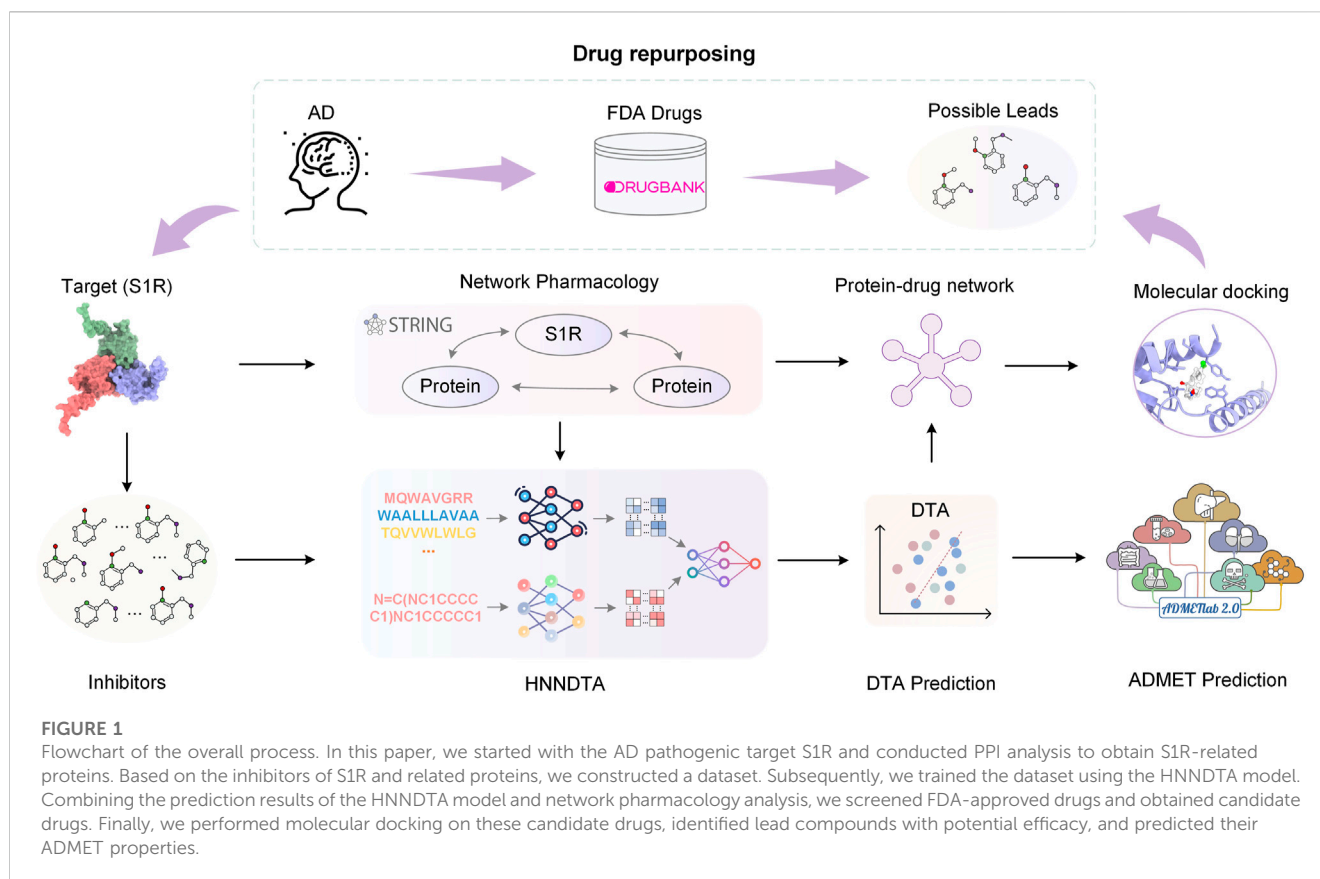 Drug repurposing
AD
FDA Drugs
Possible Leads
DRUGBANK
Target (S1R)
Network Pharmacology
Protein-drug network
Molecular docking
STRING
S1R
Protein
Protein
MQWAVGRR
WAALLLAVAA
TQVVWLWLG
...
N=C(NC1CCCC
C1)NC1CCCCC1
DTA
ADMETlab 2.0
Inhibitors
HNNDTA
DTA Prediction
ADMET Prediction
FIGURE 1
Flowchart of the overall process. In this paper, we started with the AD pathogenic target S1R and conducted PPI analysis to obtain S1R-related
proteins. Based on the inhibitors of S1R and related proteins, we constructed a dataset. Subsequently, we trained the dataset using the HNNDTA model.
Combining the prediction results of the HNNDTA model and network pharmacology analysis, we screened FDA-approved drugs and obtained candidate
drugs. Finally, we performed molecular docking on these candidate drugs, identified lead compounds with potential efficacy, and predicted their
ADMET properties.